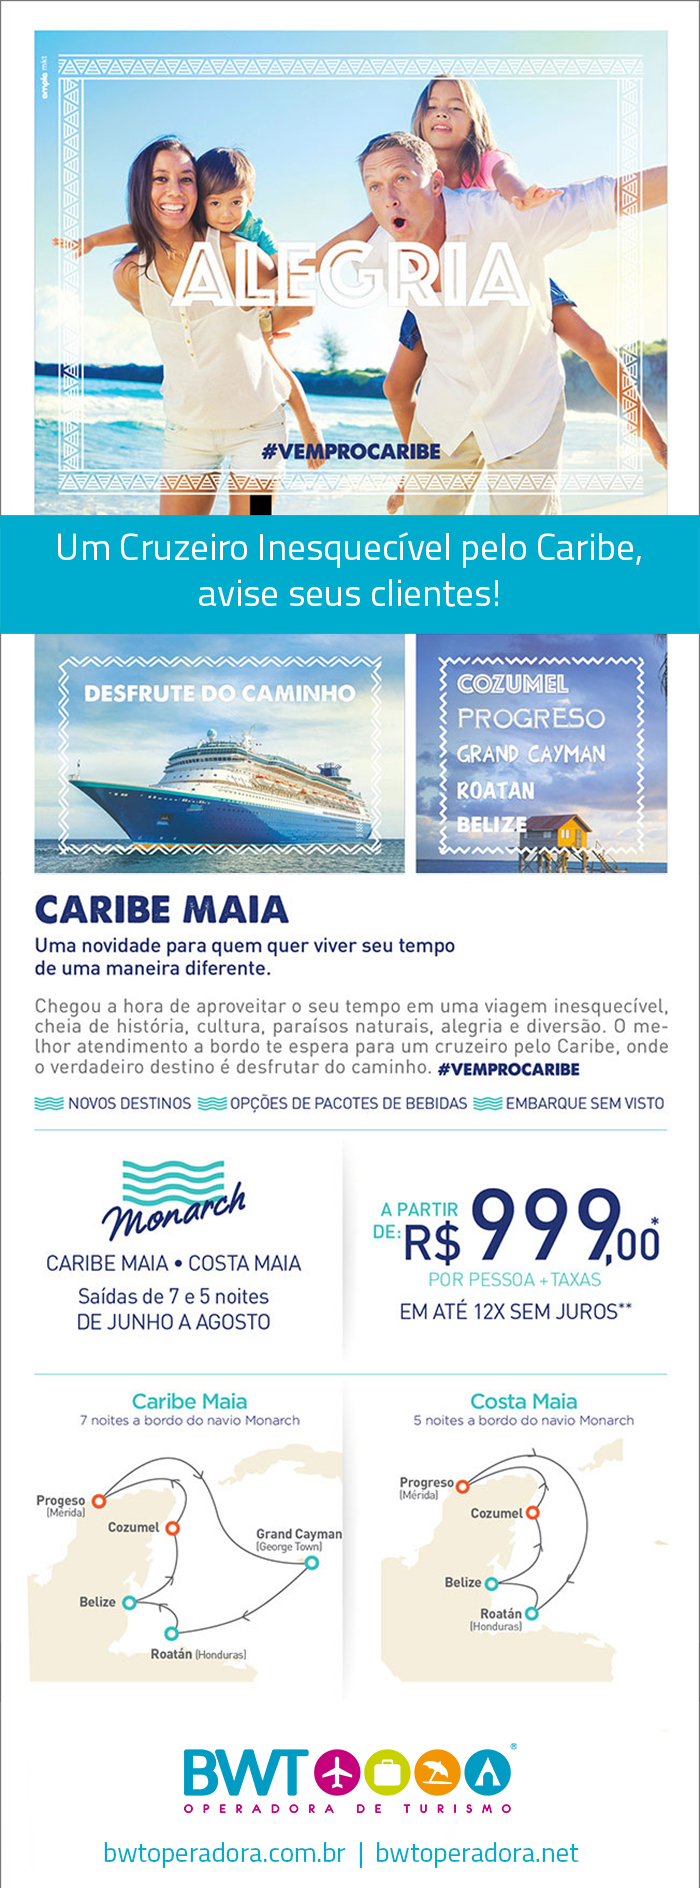 ample mkt
ALEGRIA
#VEMPROCARIBE
Um Cruzeiro Inesquecível pelo Caribe,
avise seus clientes!
DESFRUTE DO CAMINHO
COZUMEL
PROGRESO
GRAND CAYMAN
ROATAN
BELIZE
CARIBE MAIA
Uma novidade para quem quer viver seu tempo
de uma maneira diferente.
Chegou a hora de aproveitar o seu tempo em uma viagem inesquecível,
cheia de história, cultura, paraísos naturais, alegria e diversão. O me-
lhor atendimento a bordo te espera para um cruzeiro pelo Caribe, onde
o verdadeiro destino é desfrutar do caminho. #VEMPROCARIBE
NOVOS DESTINOS OPÇÕES DE PACOTES DE BEBIDAS EMBARQUE SEM VISTO
Monarch
CARIBE MAIA • COSTA MAIA
Saídas de 7 e 5 noites
DE JUNHO A AGOSTO
A PARTIR
DE: R$ 999,00*
POR PESSOA + TAXAS
EM ATÉ 12X SEM JUROS**
Caribe Maia
7 noites a bordo do navio Monarch
Progeso
(Mérida)
Cozumel
Grand Cayman
(George Town)
Belize
Roatán (Honduras)
Costa Maia
5 noites a bordo do navio Monarch
Progreso
(Mérida)
Cozumel
Belize
Roatán
(Honduras)
BWT®
OPERADORA DE TURISMO
bwtoperadora.com.br | bwtoperadora.net